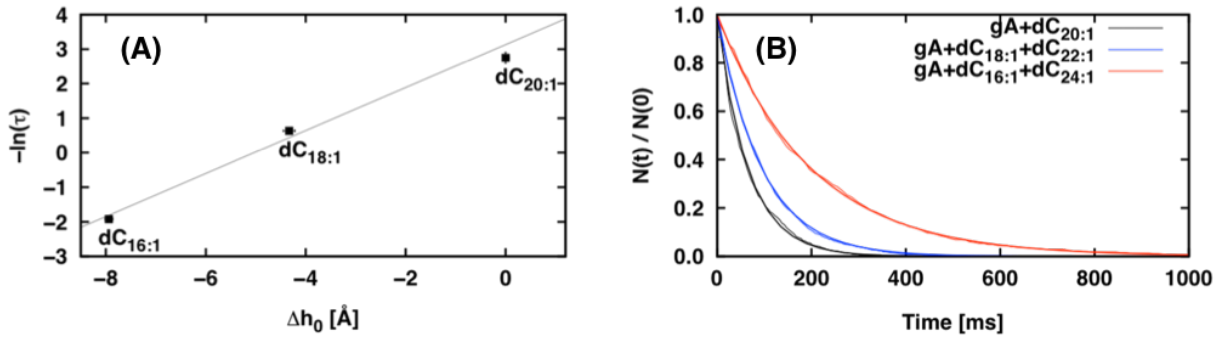 (A)
4
3
2
1
0
−1
−2
−3
−ln(τ)
dC20:1
dC18:1
dC16:1
−8
−6
−4
−2
0
Δh0 [Å]
(B)
1.0
0.8
0.6
0.4
0.2
0.0
N(t) / N(0)
gA+dC20:1
gA+dC18:1+dC22:1
gA+dC16:1+dC24:1
0
200
400
600
800
1000
Time [ms]